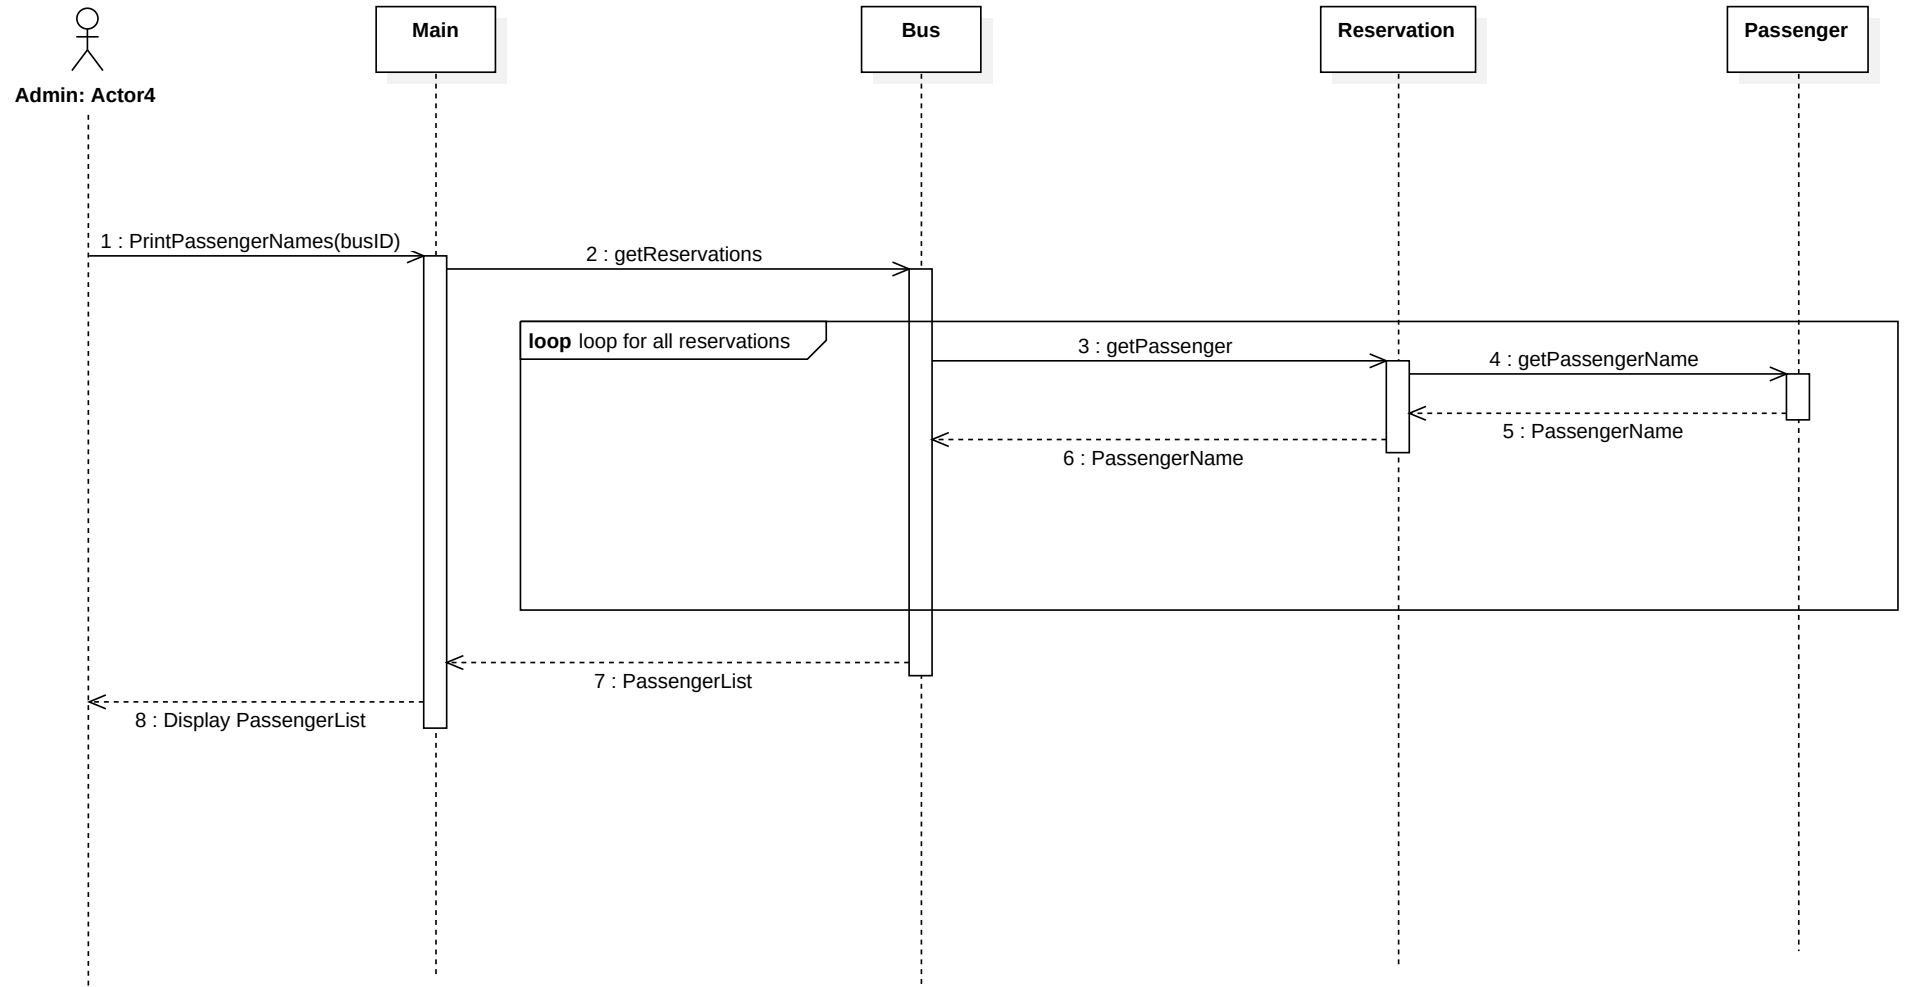 Main
Bus
Reservation
Passenger
Admin: Actor4
1 : PrintPassengerNames(busID)
2 : getReservations
loop loop for all reservations
3 : getPassenger
4 : getPassengerName
5 : PassengerName
6 : PassengerName
7 : PassengerList
8 : Display PassengerList